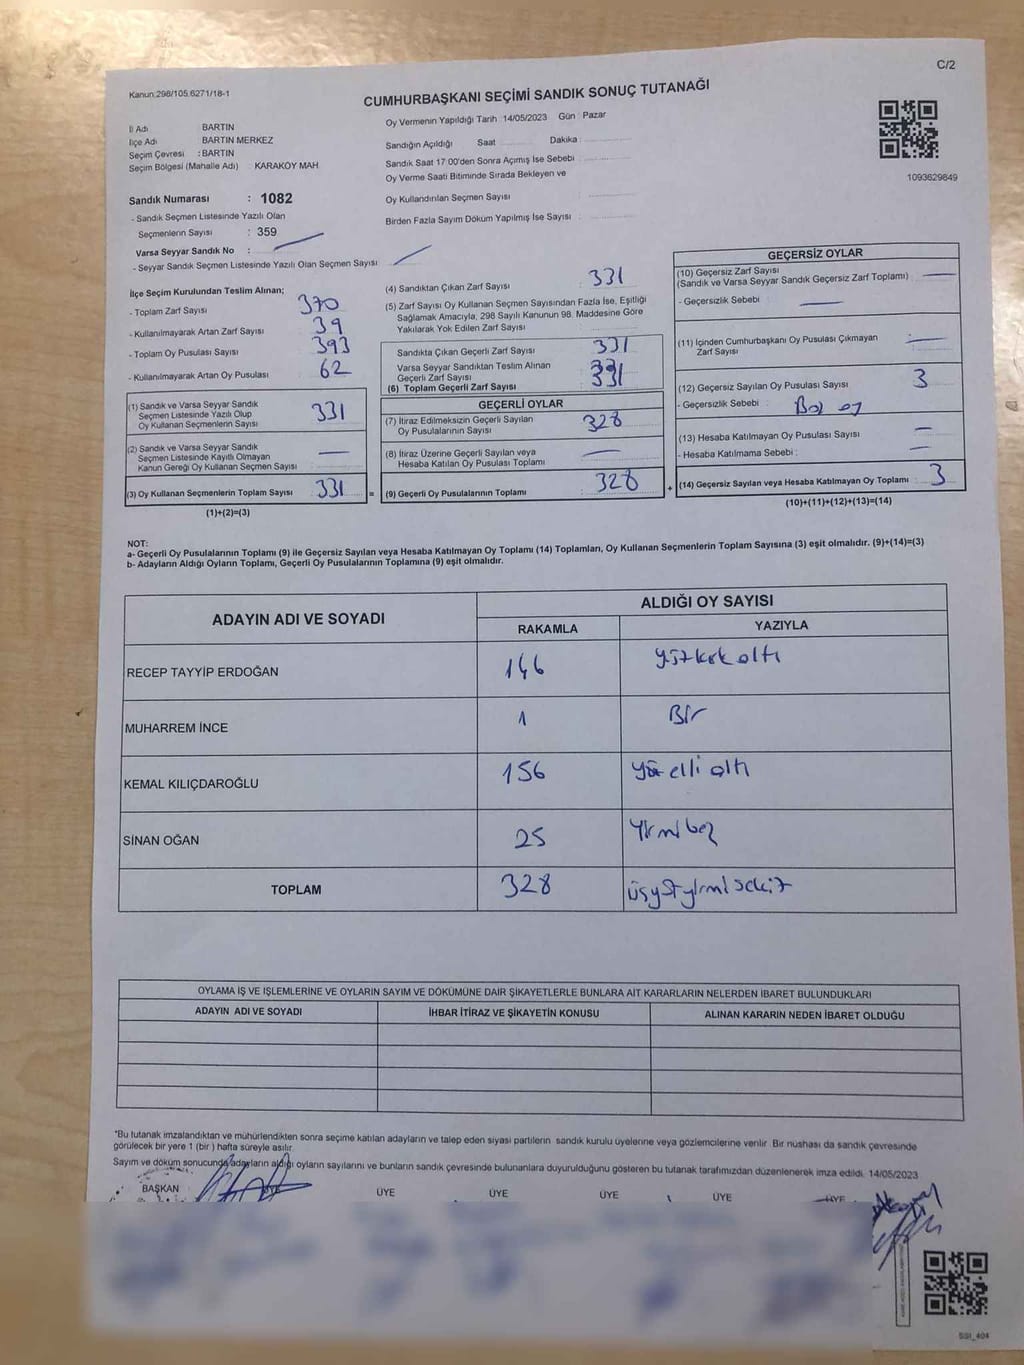 C/2
Kanun:298/105.6271/18-1
CUMHURBAŞKANI SEÇİMİ SANDIK SONUÇ TUTANAĞI
İl Adı BARTIN
İlçe Adı BARTIN MERKEZ
Seçim Çevresi : BARTIN
Seçim Bölgesi (Mahalle Adı) : KARAKÖY MAH.
Sandık Numarası : 1082
- Sandık Seçmen Listesinde Yazılı Olan
Seçmenlerin Sayısı : 359
Varsa Seyyar Sandık No :
- Seyyar Sandık Seçmen Listesinde Yazılı Olan Seçmen Sayısı
Oy Vermenin Yapıldığı Tarih : 14/05/2023 Gün : Pazar
Sandığın Açıldığı Saat Dakika :
Sandık Saat 17:00'den Sonra Açımış İse Sebebi
Oy Verme Saati Bitiminde Sırada Bekleyen ve
Oy Kullandırılan Seçmen Sayısı :
Birden Fazla Sayım Döküm Yapılmış İse Sayısı :
1093629849
İlçe Seçim Kurulundan Teslim Alınan;
- Toplam Zarf Sayısı 370
- Kullanılmayarak Artan Zarf Sayısı 39
- Toplam Oy Pusulası Sayısı 393
- Kullanılmayarak Artan Oy Pusulası 62
(1) Sandık ve Varsa Seyyar Sandık
Seçmen Listesinde Yazılı Olup
Oy Kullanan Seçmenlerin Sayısı 331
(2) Sandık ve Varsa Seyyar Sandık
Seçmen Listesinde Kayıtlı Olmayan
Kanun Gereği Oy Kullanan Seçmen Sayısı
(3) Oy Kullanan Seçmenlerin Toplam Sayısı 331 =
(1)+(2)=(3)
(4) Sandıktan Çıkan Zarf Sayısı 331
(5) Zarf Sayısı Oy Kullanan Seçmen Sayısından Fazla İse, Eşitliği
Sağlamak Amacıyla, 298 Sayılı Kanunun 98. Maddesine Göre
Yakılarak Yok Edilen Zarf Sayısı
Sandıkta Çıkan Geçerli Zarf Sayısı 331
Varsa Seyyar Sandıktan Teslim Alınan
Geçerli Zarf Sayısı
(6) Toplam Geçerli Zarf Sayısı 331
GEÇERLİ OYLAR
(7) İtiraz Edilmeksizin Geçerli Sayılan
Oy Pusulalarının Sayısı 328
(8) İtiraz Üzerine Geçerli Sayılan veya
Hesaba Katılan Oy Pusulası Toplamı
(9) Geçerli Oy Pusulalarının Toplamı 328 +
GEÇERSİZ OYLAR
(10) Geçersiz Zarf Sayısı
(Sandık ve Varsa Seyyar Sandık Geçersiz Zarf Toplamı)
- Geçersizlik Sebebi :
(11) İçinden Cumhurbaşkanı Oy Pusulası Çıkmayan
Zarf Sayısı
(12) Geçersiz Sayılan Oy Pusulası Sayısı 3
- Geçersizlik Sebebi : Boş oy
(13) Hesaba Katılmayan Oy Pusulası Sayısı
- Hesaba Katılmama Sebebi :
(14) Geçersiz Sayılan veya Hesaba Katılmayan Oy Toplamı 3
(10)+(11)+(12)+(13)=(14)
NOT:
a- Geçerli Oy Pusulalarının Toplamı (9) ile Geçersiz Sayılan veya Hesaba Katılmayan Oy Toplamı (14) Toplamları, Oy Kullanan Seçmenlerin Toplam Sayısına (3) eşit olmalıdır. (9)+(14)=(3)
b- Adayların Aldığı Oyların Toplamı, Geçerli Oy Pusulalarının Toplamına (9) eşit olmalıdır.
ADAYIN ADI VE SOYADI ALDIĞI OY SAYISI
RAKAMLA YAZIYLA
RECEP TAYYİP ERDOĞAN 146 yüzkırkaltı
MUHARREM İNCE 1 Bir
KEMAL KILIÇDAROĞLU 156 yüz elli altı
SİNAN OĞAN 25 Yirmi beş
TOPLAM 328 üçyüzyirmisekiz
OYLAMA İŞ VE İŞLEMLERİNE VE OYLARIN SAYIM VE DÖKÜMÜNE DAİR ŞİKAYETLERLE BUNLARA AİT KARARLARIN NELERDEN İBARET BULUNDUKLARI
ADAYIN ADI VE SOYADI İHBAR İTİRAZ VE ŞİKAYETİN KONUSU ALINAN KARARIN NEDEN İBARET OLDUĞU
*Bu tutanak imzalandıktan ve mühürlendikten sonra seçime katılan adayların ve talep eden siyasi partilerin sandık kurulu üyelerine veya gözlemcilerine verilir. Bir nüshası da sandık çevresinde
görülecek bir yere 1 (bir) hafta süreyle asılır.
Sayım ve döküm sonucunda adayların aldığı oyların sayılarını ve bunların sandık çevresinde bulunanlara duyurulduğunu gösteren bu tutanak tarafımızdan düzenlenerek imza edildi. 14/05/2023
BAŞKAN ÜYE ÜYE ÜYE ÜYE ÜYE
SSI_404